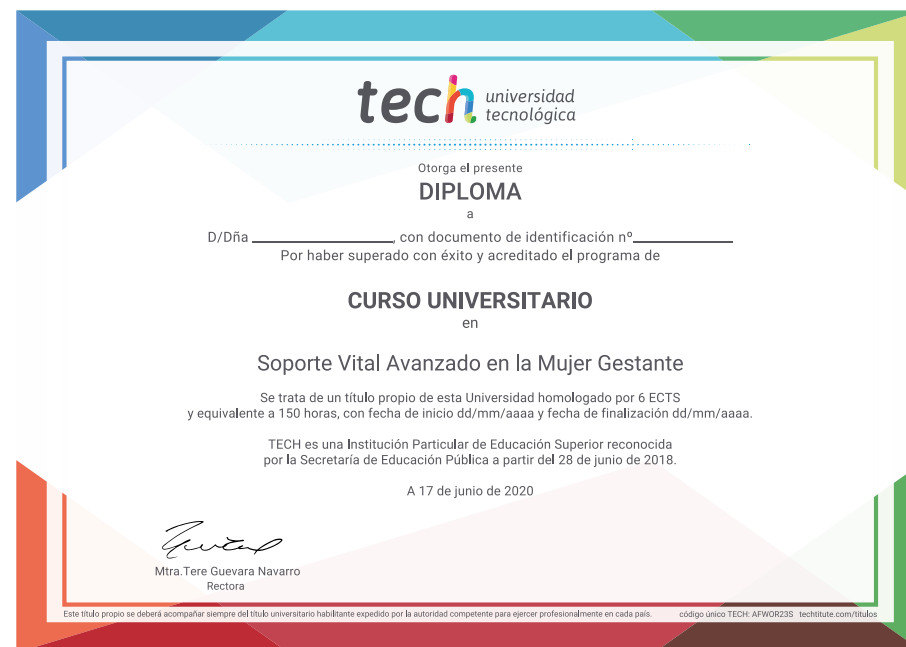 tech universidad
tecnológica
Otorga el presente
DIPLOMA
a
D/Dña ____________________, con documento de identificación nº______________
Por haber superado con éxito y acreditado el programa de
CURSO UNIVERSITARIO
en
Soporte Vital Avanzado en la Mujer Gestante
Se trata de un título propio de esta Universidad homologado por 6 ECTS
y equivalente a 150 horas, con fecha de inicio dd/mm/aaaa y fecha de finalización dd/mm/aaaa.
TECH es una Institución Particular de Educación Superior reconocida
por la Secretaría de Educación Pública a partir del 28 de junio de 2018.
A 17 de junio de 2020
Mtra.Tere Guevara Navarro
Rectora
Este título propio se deberá acompañar siempre del título universitario habilitante expedido por la autoridad competente para ejercer profesionalmente en cada país. código único TECH: AFWOR23S techtitute.com/títulos